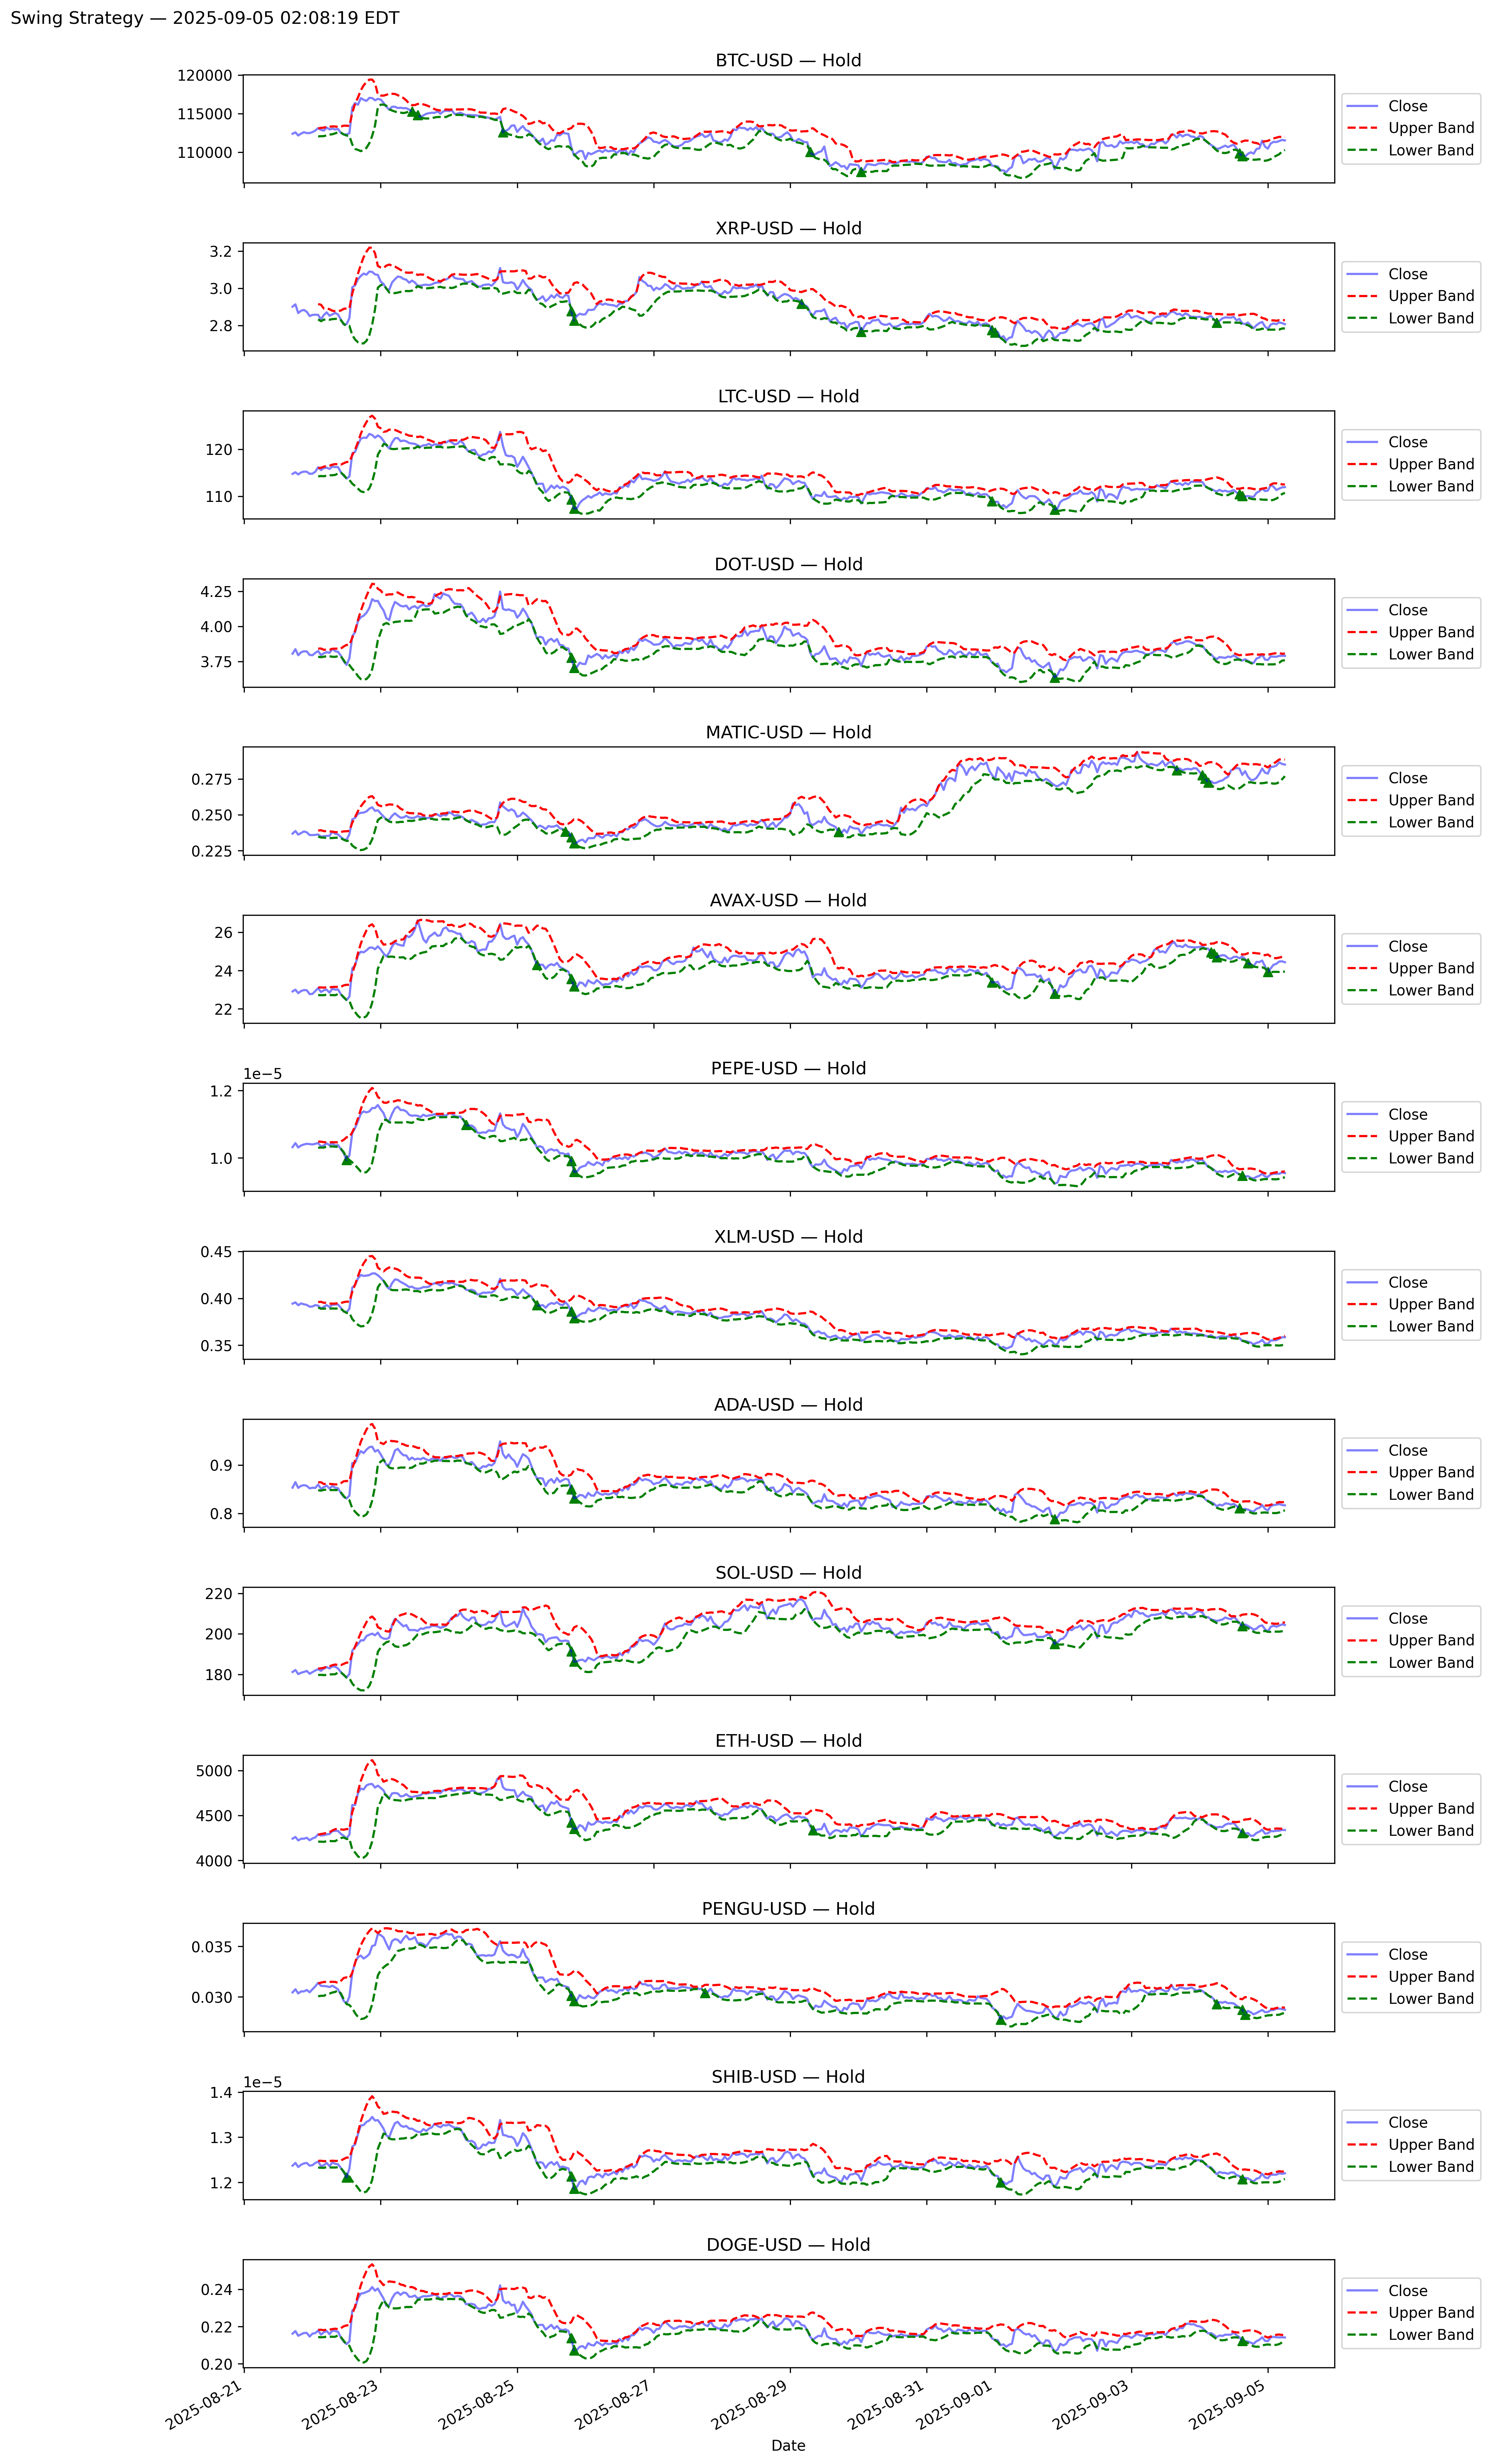 Swing Strategy — 2025-09-05 02:08:19 EDT
BTC-USD — Hold
120000
115000
110000
Close
Upper Band
Lower Band
XRP-USD — Hold
3.2
3.0
2.8
Close
Upper Band
Lower Band
LTC-USD — Hold
120
110
Close
Upper Band
Lower Band
DOT-USD — Hold
4.25
4.00
3.75
Close
Upper Band
Lower Band
MATIC-USD — Hold
0.275
0.250
0.225
Close
Upper Band
Lower Band
AVAX-USD — Hold
26
24
22
Close
Upper Band
Lower Band
PEPE-USD — Hold
1e−5
1.2
1.0
Close
Upper Band
Lower Band
XLM-USD — Hold
0.45
0.40
0.35
Close
Upper Band
Lower Band
ADA-USD — Hold
0.9
0.8
Close
Upper Band
Lower Band
SOL-USD — Hold
220
200
180
Close
Upper Band
Lower Band
ETH-USD — Hold
5000
4500
4000
Close
Upper Band
Lower Band
PENGU-USD — Hold
0.035
0.030
Close
Upper Band
Lower Band
SHIB-USD — Hold
1e−5
1.4
1.3
1.2
Close
Upper Band
Lower Band
DOGE-USD — Hold
0.24
0.22
0.20
Close
Upper Band
Lower Band
2025-08-21
2025-08-23
2025-08-25
2025-08-27
2025-08-29
2025-08-31
2025-09-01
2025-09-03
2025-09-05
Date